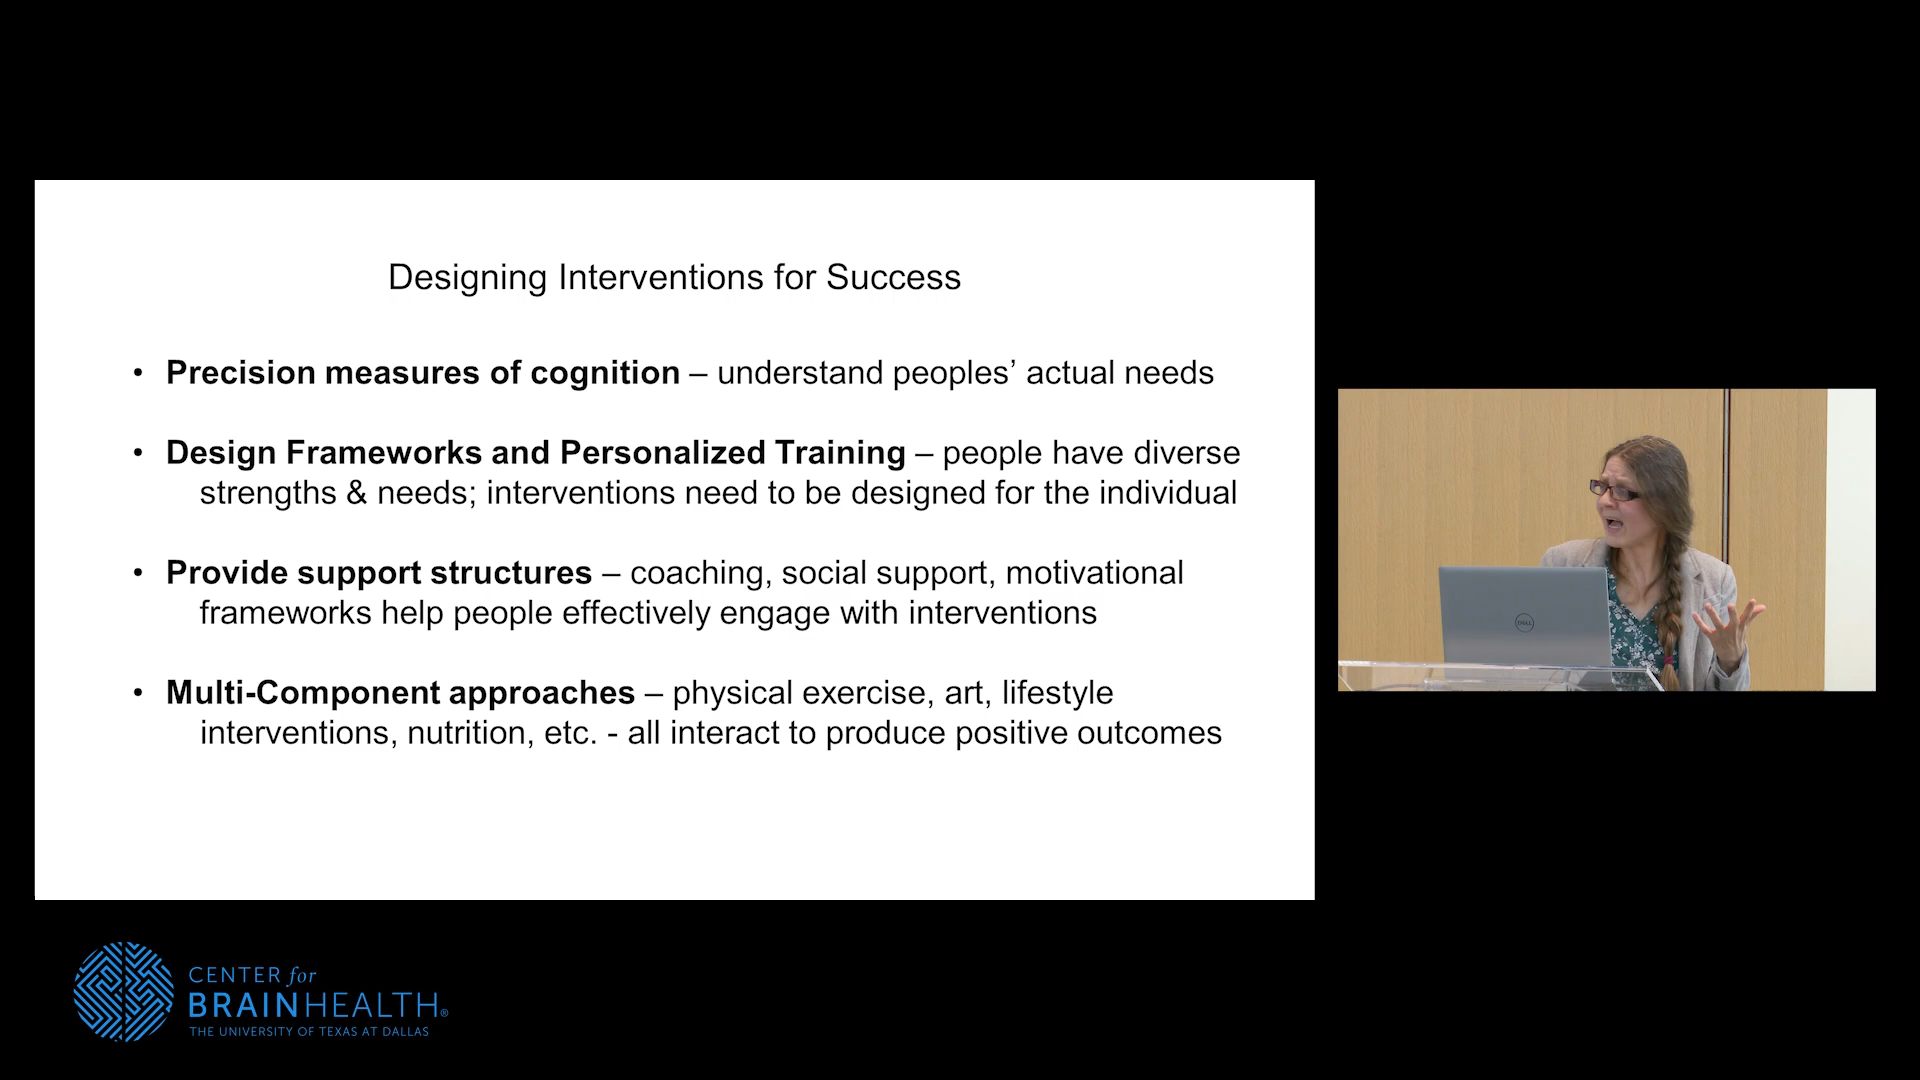 Designing Interventions for Success
• Precision measures of cognition – understand peoples’ actual needs
• Design Frameworks and Personalized Training – people have diverse
strengths & needs; interventions need to be designed for the individual
• Provide support structures – coaching, social support, motivational
frameworks help people effectively engage with interventions
• Multi-Component approaches – physical exercise, art, lifestyle
interventions, nutrition, etc. - all interact to produce positive outcomes
DELL
CENTER for
BRAINHEALTH®
THE UNIVERSITY OF TEXAS AT DALLAS